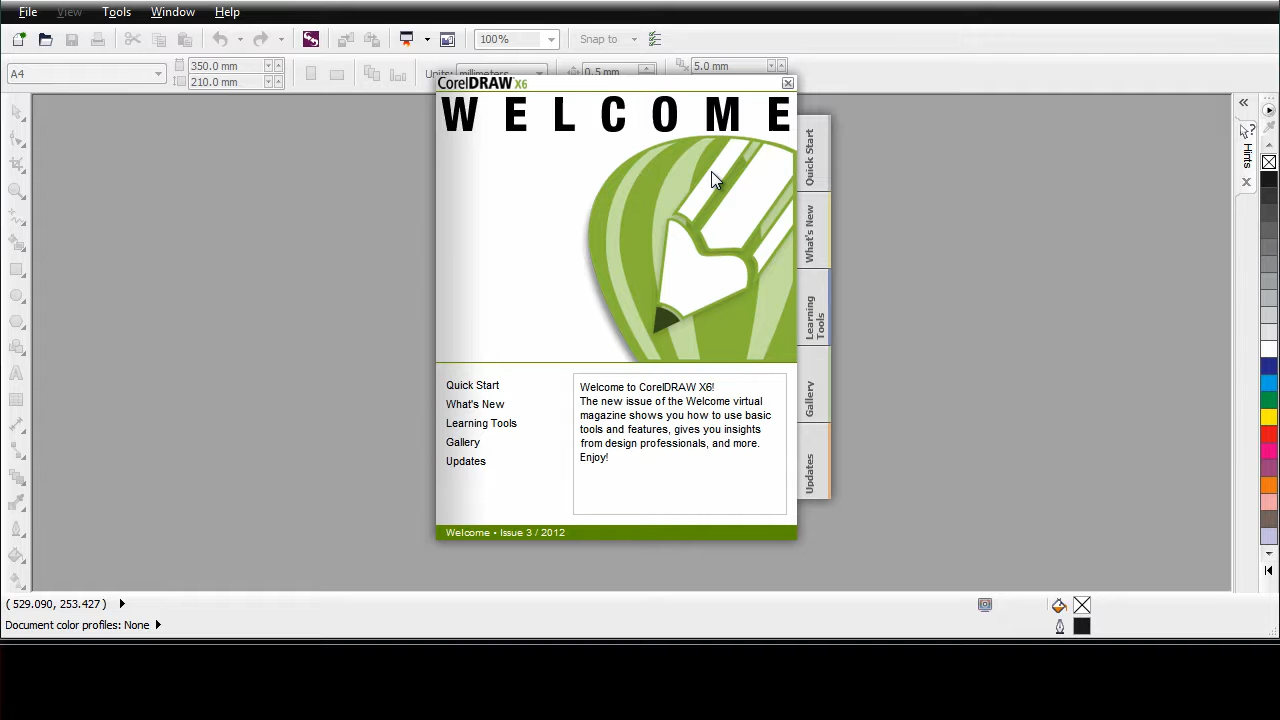 File View Tools Window Help
100% Snap to
A4 350.0 mm 210.0 mm Units: millimeters 0.5 mm 5.0 mm
CorelDRAW X6
WELCOME
Quick Start
What's New
Learning Tools
Gallery
Updates
Quick Start
What's New
Learning Tools
Gallery
Updates
Welcome to CorelDRAW X6!
The new issue of the Welcome virtual
magazine shows you how to use basic
tools and features, gives you insights
from design professionals, and more.
Enjoy!
Welcome • Issue 3 / 2012
Hints
( 529.090, 253.427 )
Document color profiles: None